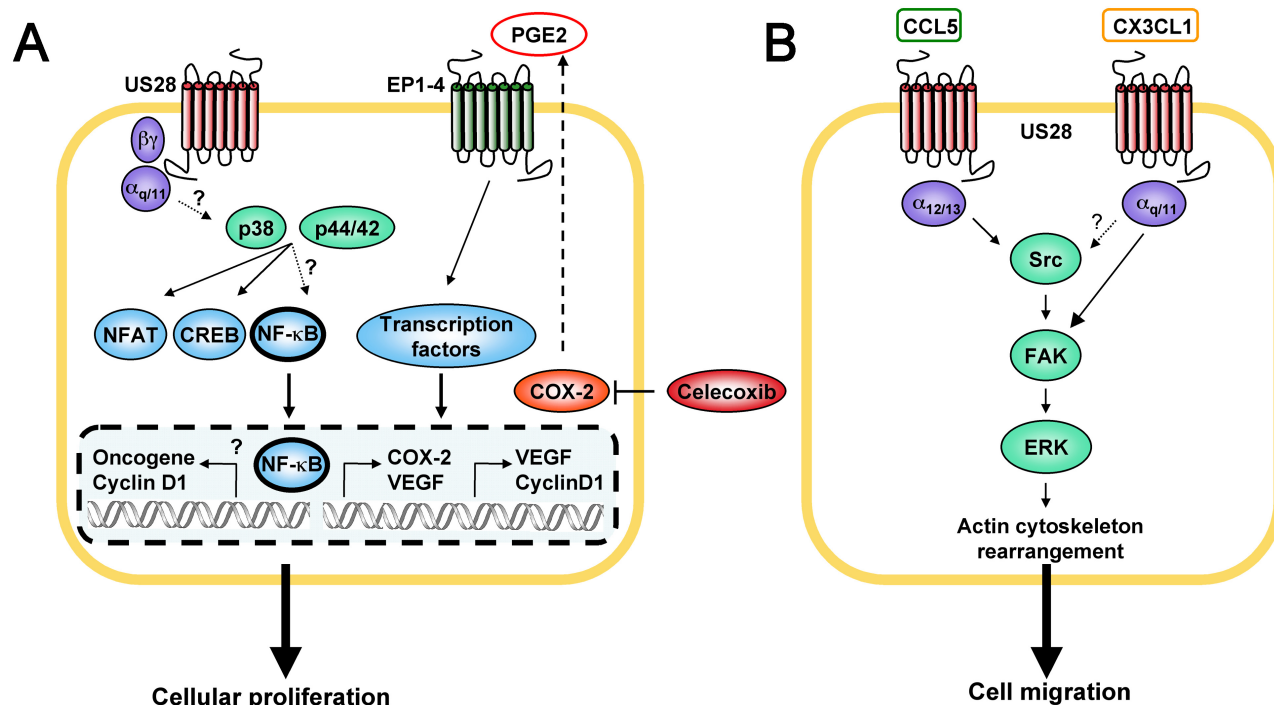 A
PGE2
US28
EP1-4
βγ
αq/11
?
p38
p44/42
?
NFAT
CREB
NF-κB
Transcription
factors
COX-2
Celecoxib
Oncogene
Cyclin D1
?
NF-κB
COX-2
VEGF
VEGF
CyclinD1
Cellular proliferation
B
CCL5
CX3CL1
US28
α12/13
αq/11
?
Src
FAK
ERK
Actin cytoskeleton
rearrangement
Cell migration